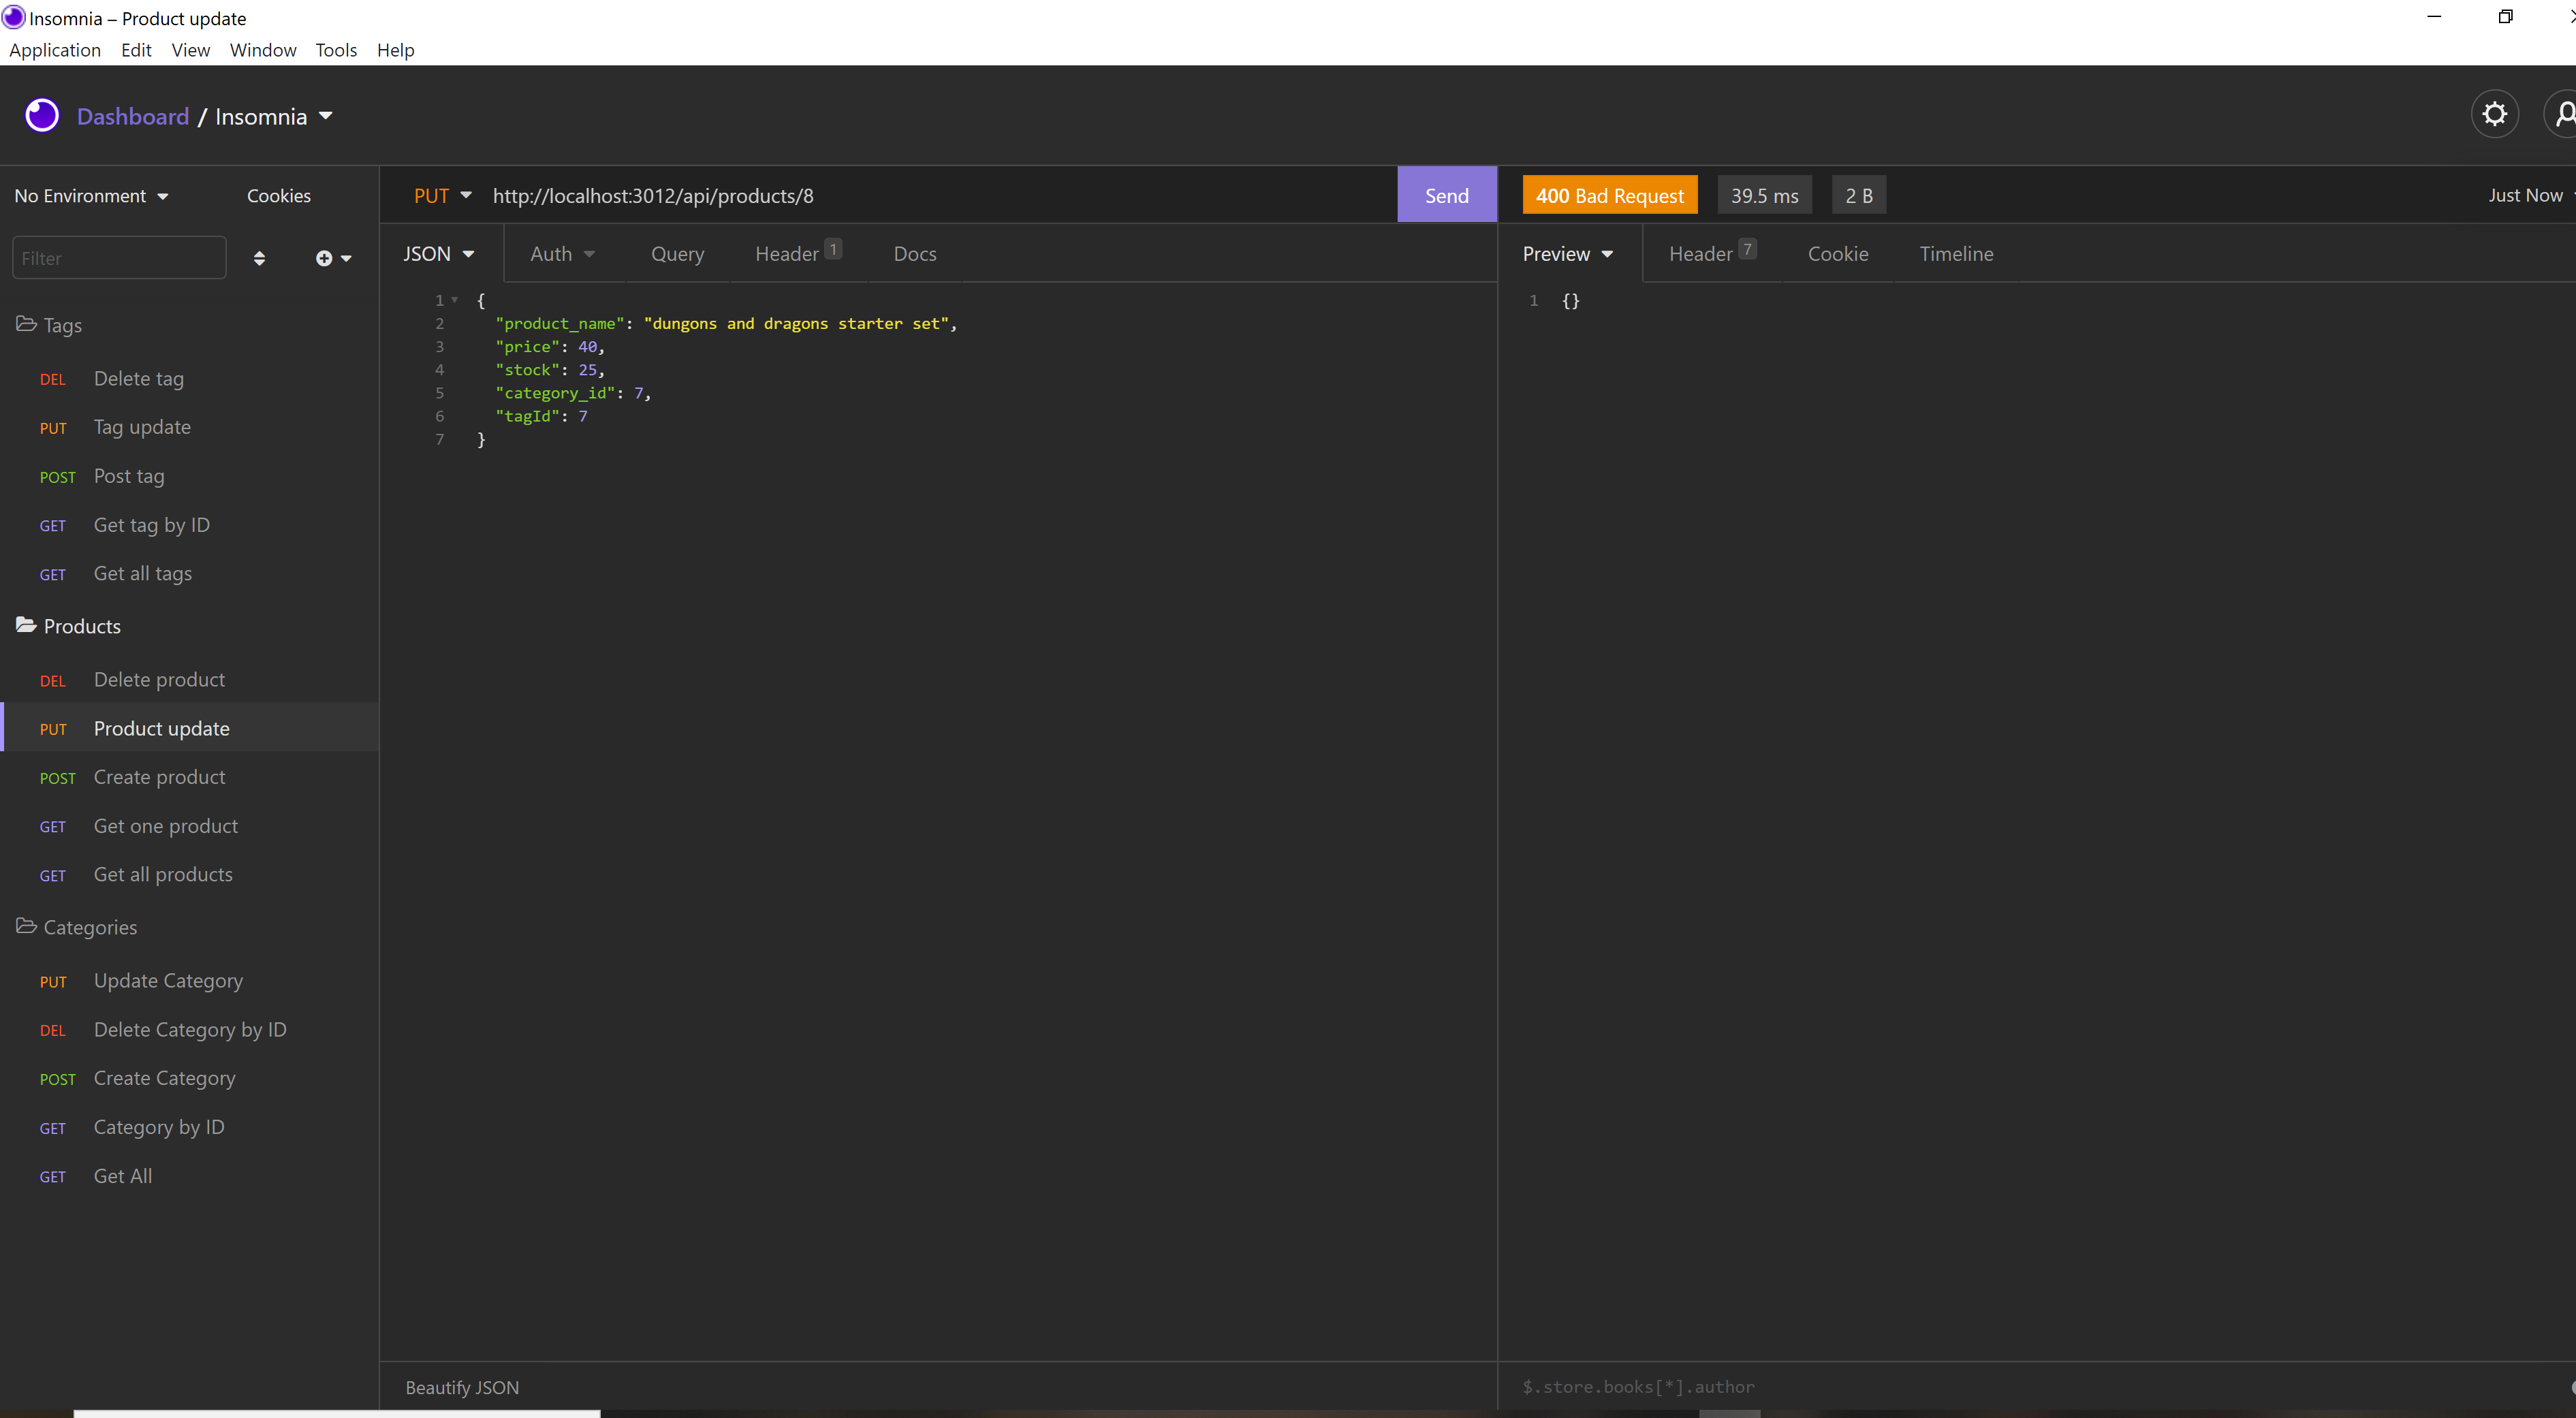 Insomnia – Product update
Application Edit View Window Tools Help
Dashboard / Insomnia
No Environment Cookies
Filter
Tags
DEL Delete tag
PUT Tag update
POST Post tag
GET Get tag by ID
GET Get all tags
Products
DEL Delete product
PUT Product update
POST Create product
GET Get one product
GET Get all products
Categories
PUT Update Category
DEL Delete Category by ID
POST Create Category
GET Category by ID
GET Get All
PUT http://localhost:3012/api/products/8 Send
JSON Auth Query Header 1 Docs
1 {
2 "product_name": "dungons and dragons starter set",
3 "price": 40,
4 "stock": 25,
5 "category_id": 7,
6 "tagId": 7
7 }
Beautify JSON
400 Bad Request 39.5 ms 2 B Just Now
Preview Header 7 Cookie Timeline
1 {}
$.store.books[*].author